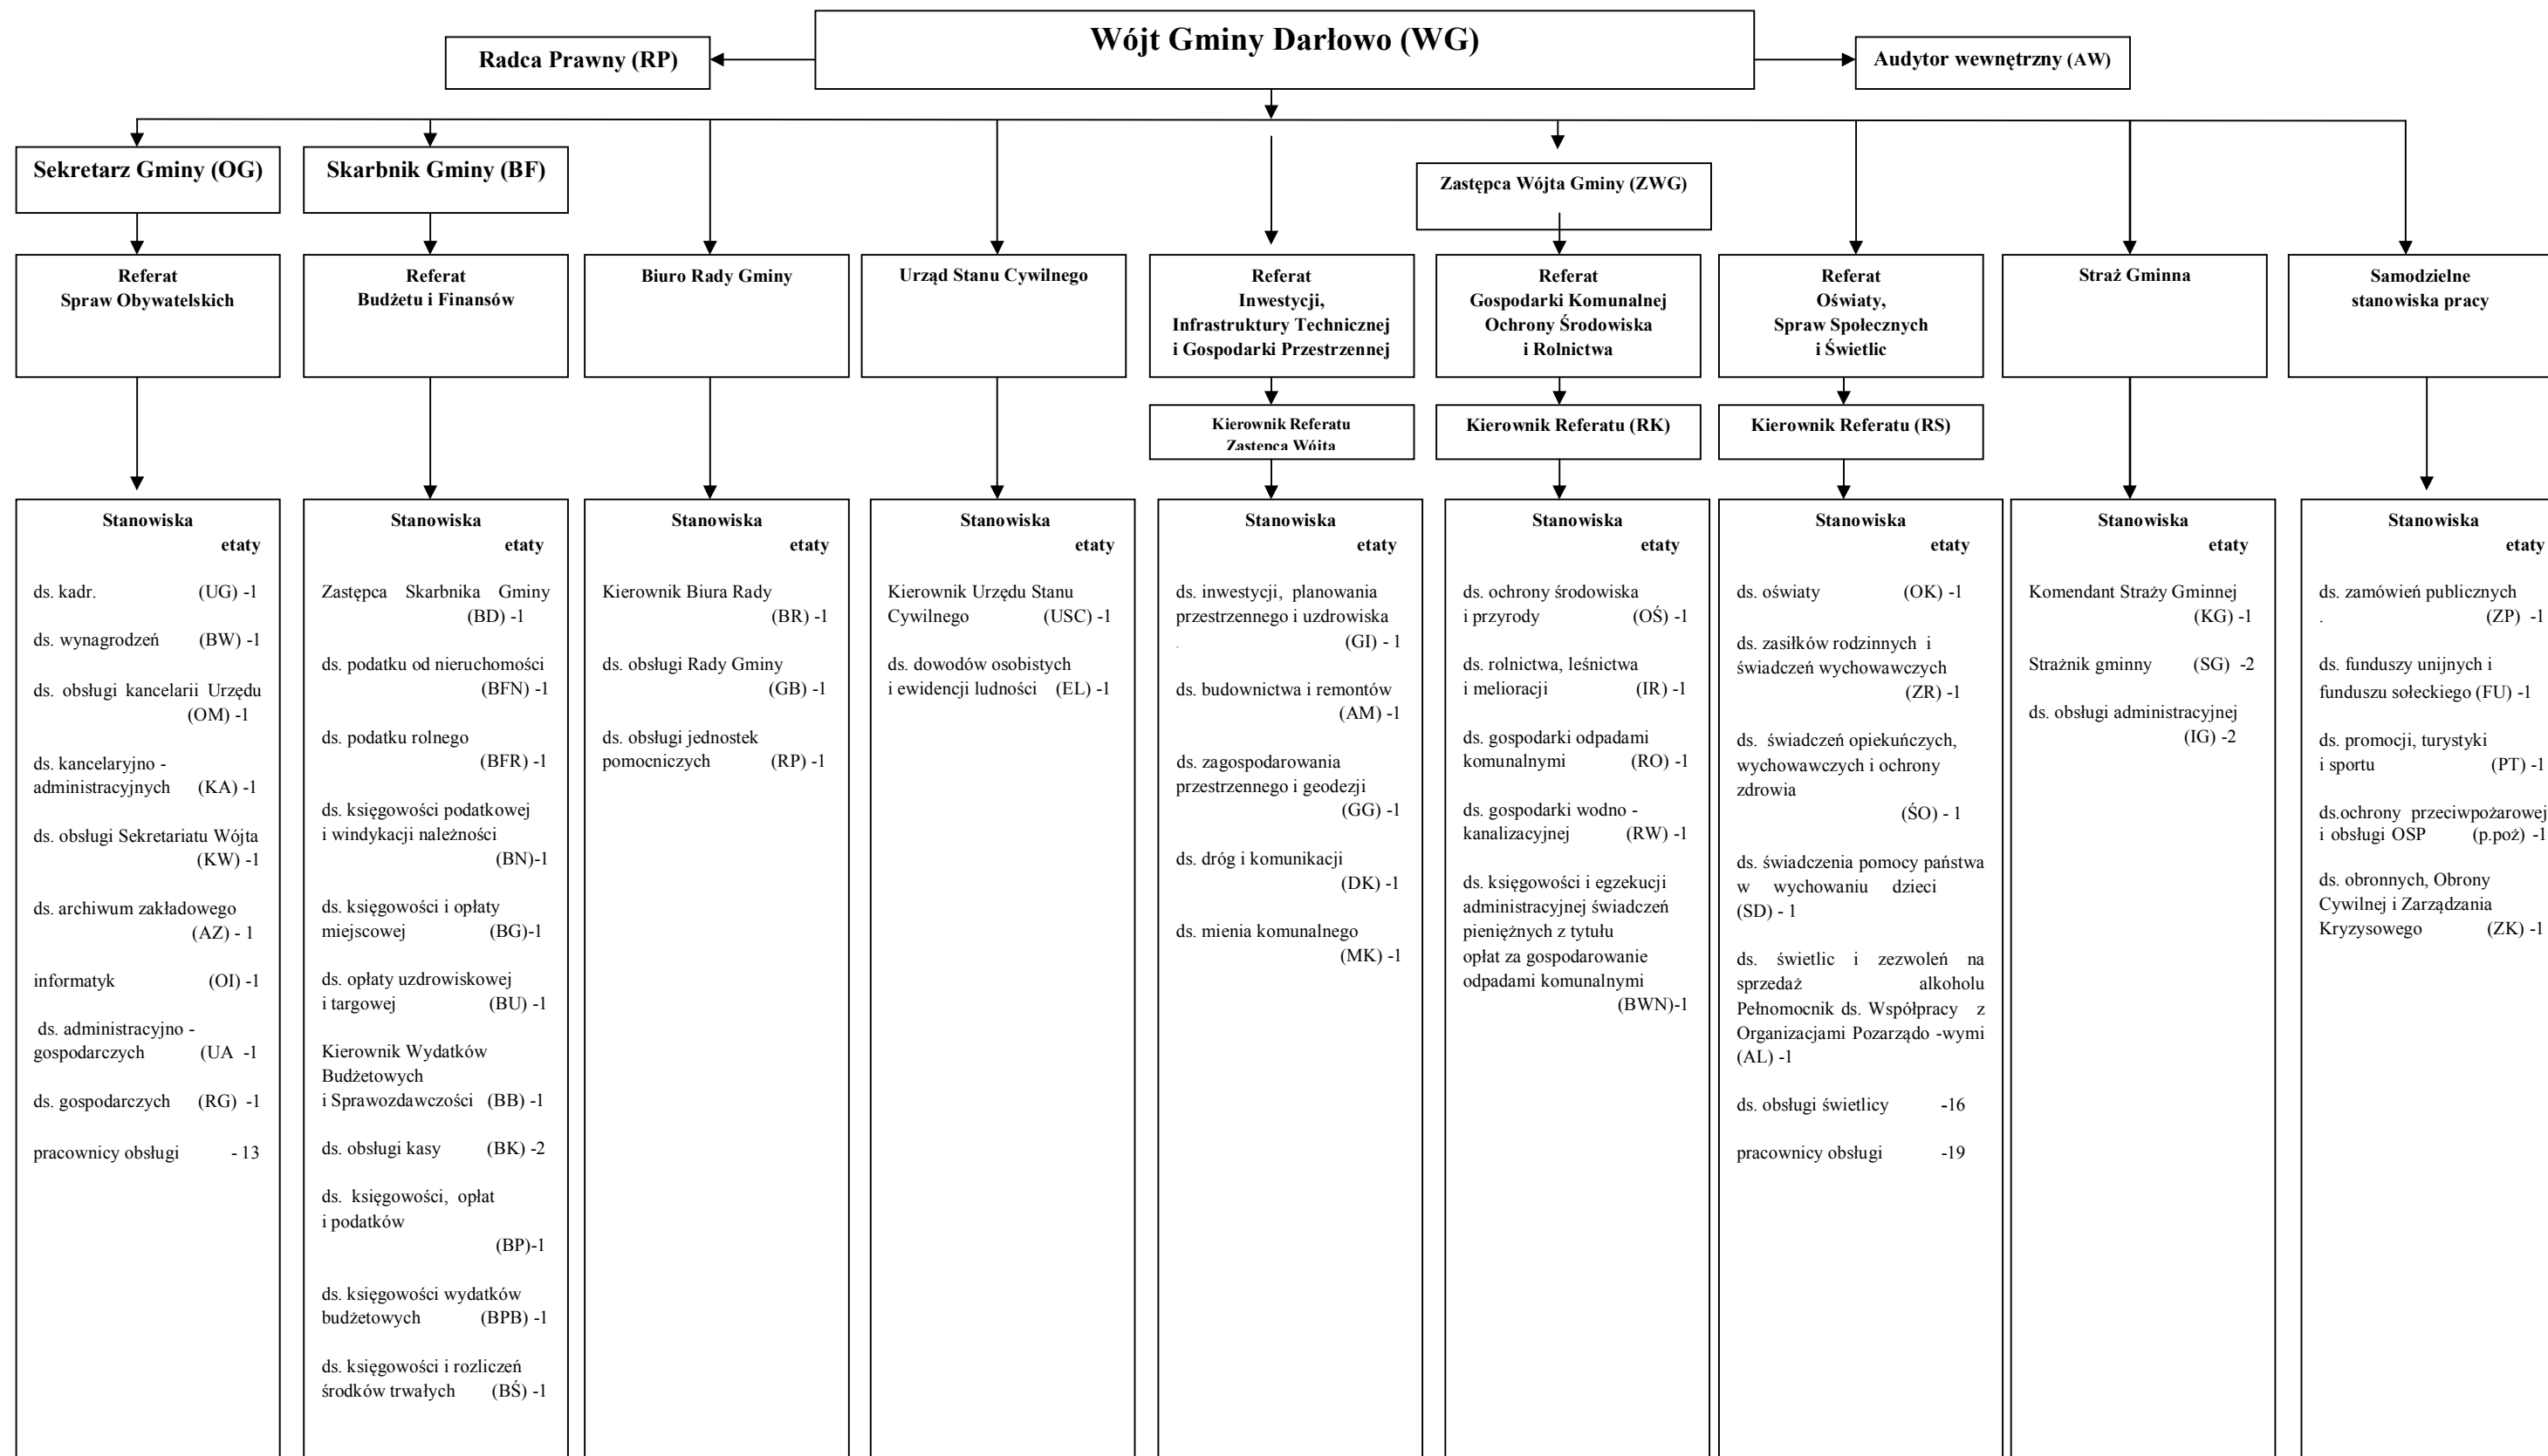 Wójt Gminy Darłowo (WG)
Radca Prawny (RP)
Audytor wewnętrzny (AW)
Sekretarz Gminy (OG)
Skarbnik Gminy (BF)
Zastępca Wójta Gminy (ZWG)
Referat
Spraw Obywatelskich
Referat
Budżetu i Finansów
Biuro Rady Gminy
Urząd Stanu Cywilnego
Referat
Inwestycji,
Infrastruktury Technicznej
i Gospodarki Przestrzennej
Referat
Gospodarki Komunalnej
Ochrony Środowiska
i Rolnictwa
Referat
Oświaty,
Spraw Społecznych
i Świetlic
Straż Gminna
Samodzielne
stanowiska pracy
Kierownik Referatu
Zastępca Wójta
Kierownik Referatu (RK)
Kierownik Referatu (RS)
Stanowiska
etaty
ds. kadr. (UG) -1
ds. wynagrodzeń (BW) -1
ds. obsługi kancelarii Urzędu
(OM) -1
ds. kancelaryjno -
administracyjnych (KA) -1
ds. obsługi Sekretariatu Wójta
(KW) -1
ds. archiwum zakładowego
(AZ) - 1
informatyk (OI) -1
ds. administracyjno -
gospodarczych (UA -1
ds. gospodarczych (RG) -1
pracownicy obsługi - 13
Stanowiska
etaty
Zastępca Skarbnika Gminy
(BD) -1
ds. podatku od nieruchomości
(BFN) -1
ds. podatku rolnego
(BFR) -1
ds. księgowości podatkowej
i windykacji należności
(BN)-1
ds. księgowości i opłaty
miejscowej (BG)-1
ds. opłaty uzdrowiskowej
i targowej (BU) -1
Kierownik Wydatków
Budżetowych
i Sprawozdawczości (BB) -1
ds. obsługi kasy (BK) -2
ds. księgowości, opłat
i podatków
(BP)-1
ds. księgowości wydatków
budżetowych (BPB) -1
ds. księgowości i rozliczeń
środków trwałych (BŚ) -1
Stanowiska
etaty
Kierownik Biura Rady
(BR) -1
ds. obsługi Rady Gminy
(GB) -1
ds. obsługi jednostek
pomocniczych (RP) -1
Stanowiska
etaty
Kierownik Urzędu Stanu
Cywilnego (USC) -1
ds. dowodów osobistych
i ewidencji ludności (EL) -1
Stanowiska
etaty
ds. inwestycji, planowania
przestrzennego i uzdrowiska
. (GI) - 1
ds. budownictwa i remontów
(AM) -1
ds. zagospodarowania
przestrzennego i geodezji
(GG) -1
ds. dróg i komunikacji
(DK) -1
ds. mienia komunalnego
(MK) -1
Stanowiska
etaty
ds. ochrony środowiska
i przyrody (OŚ) -1
ds. rolnictwa, leśnictwa
i melioracji (IR) -1
ds. gospodarki odpadami
komunalnymi (RO) -1
ds. gospodarki wodno -
kanalizacyjnej (RW) -1
ds. księgowości i egzekucji
administracyjnej świadczeń
pieniężnych z tytułu
opłat za gospodarowanie
odpadami komunalnymi
(BWN)-1
Stanowiska
etaty
ds. oświaty (OK) -1
ds. zasiłków rodzinnych i
świadczeń wychowawczych
(ZR) -1
ds. świadczeń opiekuńczych,
wychowawczych i ochrony
zdrowia
(ŚO) - 1
ds. świadczenia pomocy państwa
w wychowaniu dzieci
(SD) - 1
ds. świetlic i zezwoleń na
sprzedaż alkoholu
Pełnomocnik ds. Współpracy z
Organizacjami Pozarządo -wymi
(AL) -1
ds. obsługi świetlicy -16
pracownicy obsługi -19
Stanowiska
etaty
Komendant Straży Gminnej
(KG) -1
Strażnik gminny (SG) -2
ds. obsługi administracyjnej
(IG) -2
Stanowiska
etaty
ds. zamówień publicznych
. (ZP) -1
ds. funduszy unijnych i
funduszu sołeckiego (FU) -1
ds. promocji, turystyki
i sportu (PT) -1
ds.ochrony przeciwpożarowej
i obsługi OSP (p.poż) -1
ds. obronnych, Obrony
Cywilnej i Zarządzania
Kryzysowego (ZK) -1